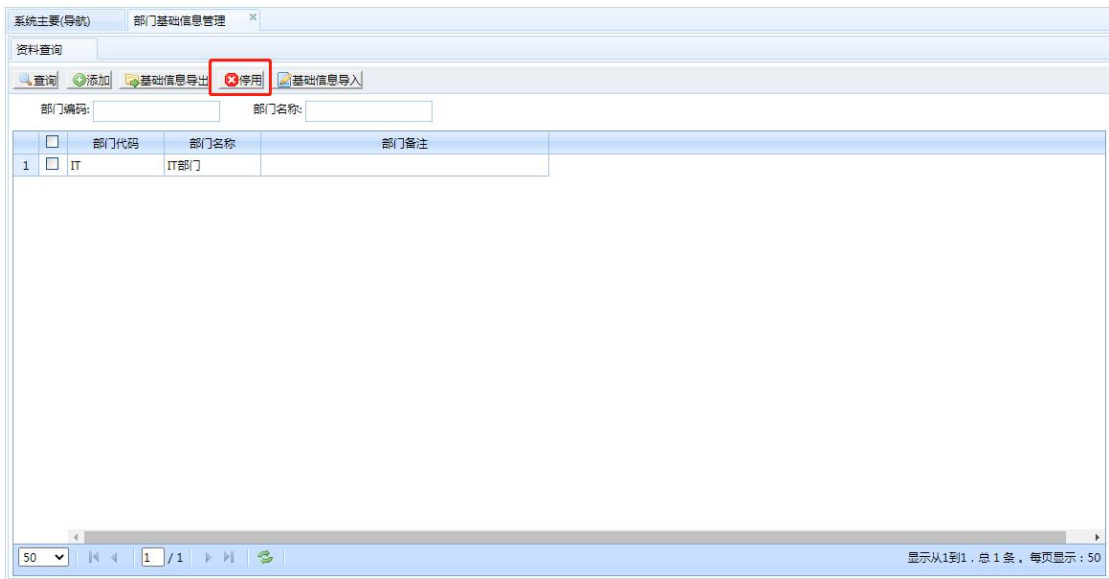 系统主要(导航) 部门基础信息管理
资料查询
查询 添加 基础信息导出 停用 基础信息导入
部门编码: 部门名称:
部门代码 部门名称 部门备注
1 IT IT部门
50 1 / 1 显示从1到1，总 1 条 。每页显示：50